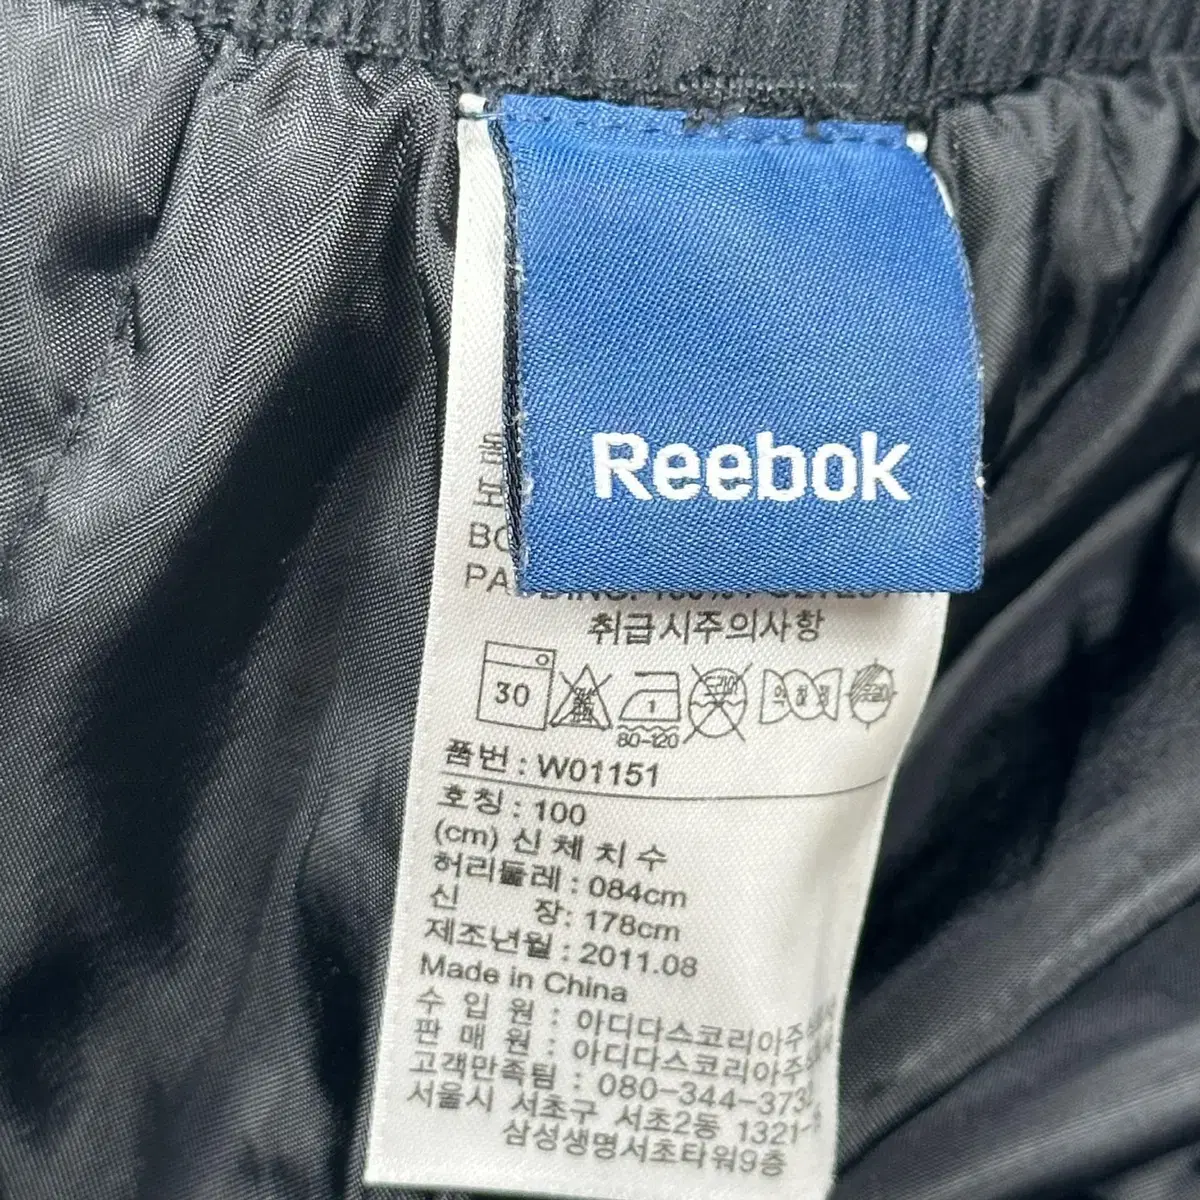 Reebok
취급시주의사항
30
1
80-120
품번 : W01151
호칭 : 100
(cm) 신 체 치 수
허리둘레 : 084cm
신 장 : 178cm
제조년월 : 2011.08
Made in China
수 입 원 : 아디다스코리아주
판 매 원 : 아디다스코리아주
고객만족팀 : 080-344-373
서울시 서초구 서초2동 1321-
삼성생명서초타워9층